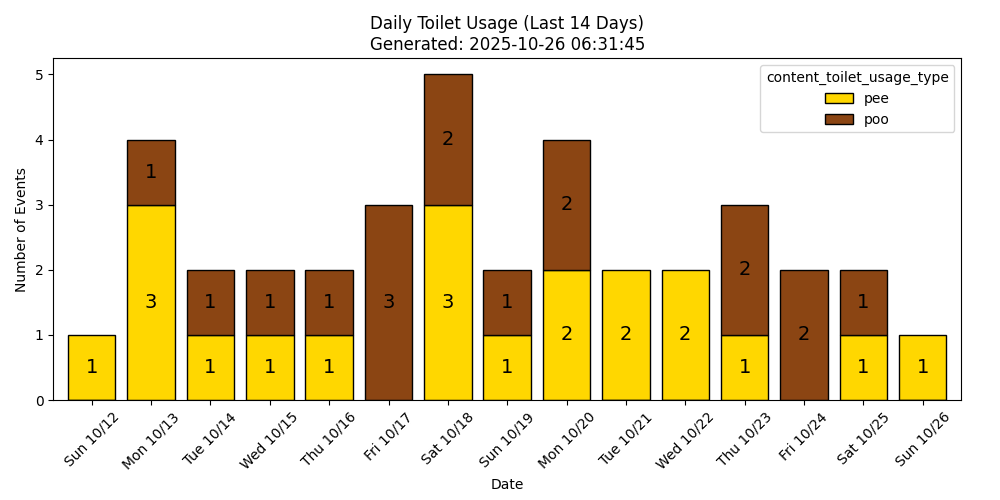 Daily Toilet Usage (Last 14 Days)
Generated: 2025-10-26 06:31:45
content_toilet_usage_type
pee
poo
Number of Events
5
4
3
2
1
0
1
3
1
1
1
1
1
1
1
3
3
2
1
1
2
2
2
2
1
2
2
1
1
1
Sun 10/12
Mon 10/13
Tue 10/14
Wed 10/15
Thu 10/16
Fri 10/17
Sat 10/18
Sun 10/19
Mon 10/20
Tue 10/21
Wed 10/22
Thu 10/23
Fri 10/24
Sat 10/25
Sun 10/26
Date